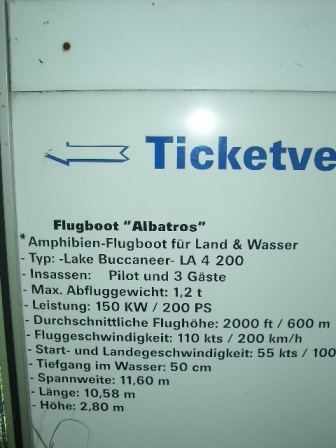 Ticketve
Flugboot "Albatros"
*Amphibien-Flugboot für Land & Wasser
- Typ: -Lake Buccaneer- LA 4 200
- Insassen: Pilot und 3 Gäste
- Max. Abfluggewicht: 1,2 t
- Leistung: 150 KW / 200 PS
- Durchschnittliche Flughöhe: 2000 ft / 600 m
- Fluggeschwindigkeit: 110 kts / 200 km/h
- Start- und Landegeschwindigkeit: 55 kts / 100
- Tiefgang im Wasser: 50 cm
- Spannweite: 11,60 m
- Länge: 10,58 m
- Höhe: 2,80 m